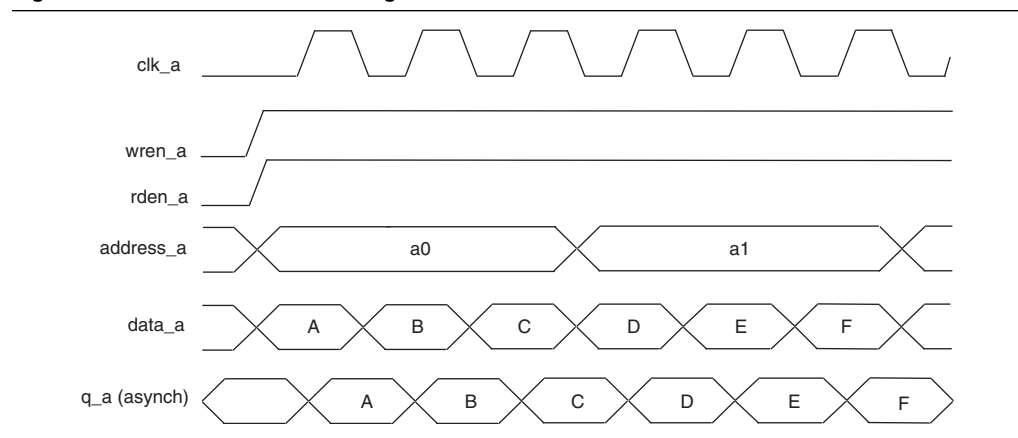 clk_a
wren_a
rden_a
address_a a0 a1
data_a A B C D E F
q_a (asynch) A B C D E F